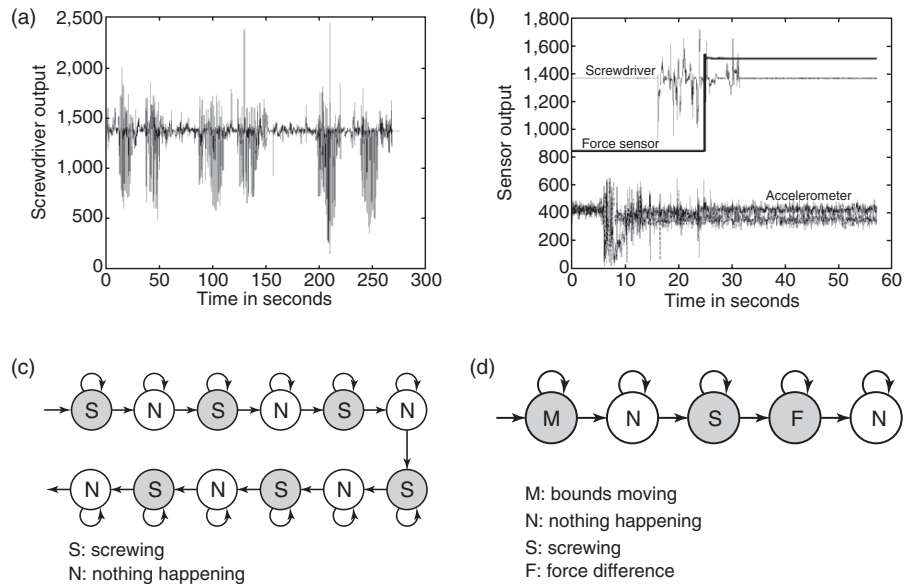 (a)
Screwdriver output
2,500
2,000
1,500
1,000
500
0
0 50 100 150 200 250 300
Time in seconds
(b)
Sensor output
1,800
1,600
1,400
1,200
1,800
800
600
400
200
0
Screwdriver
Force sensor
Accelerometer
0 10 20 30 40 50 60
Time in seconds
(c)
S N S N S N
N S N S N S
S: screwing
N: nothing happening
(d)
M N S F N
M: bounds moving
N: nothing happening
S: screwing
F: force difference